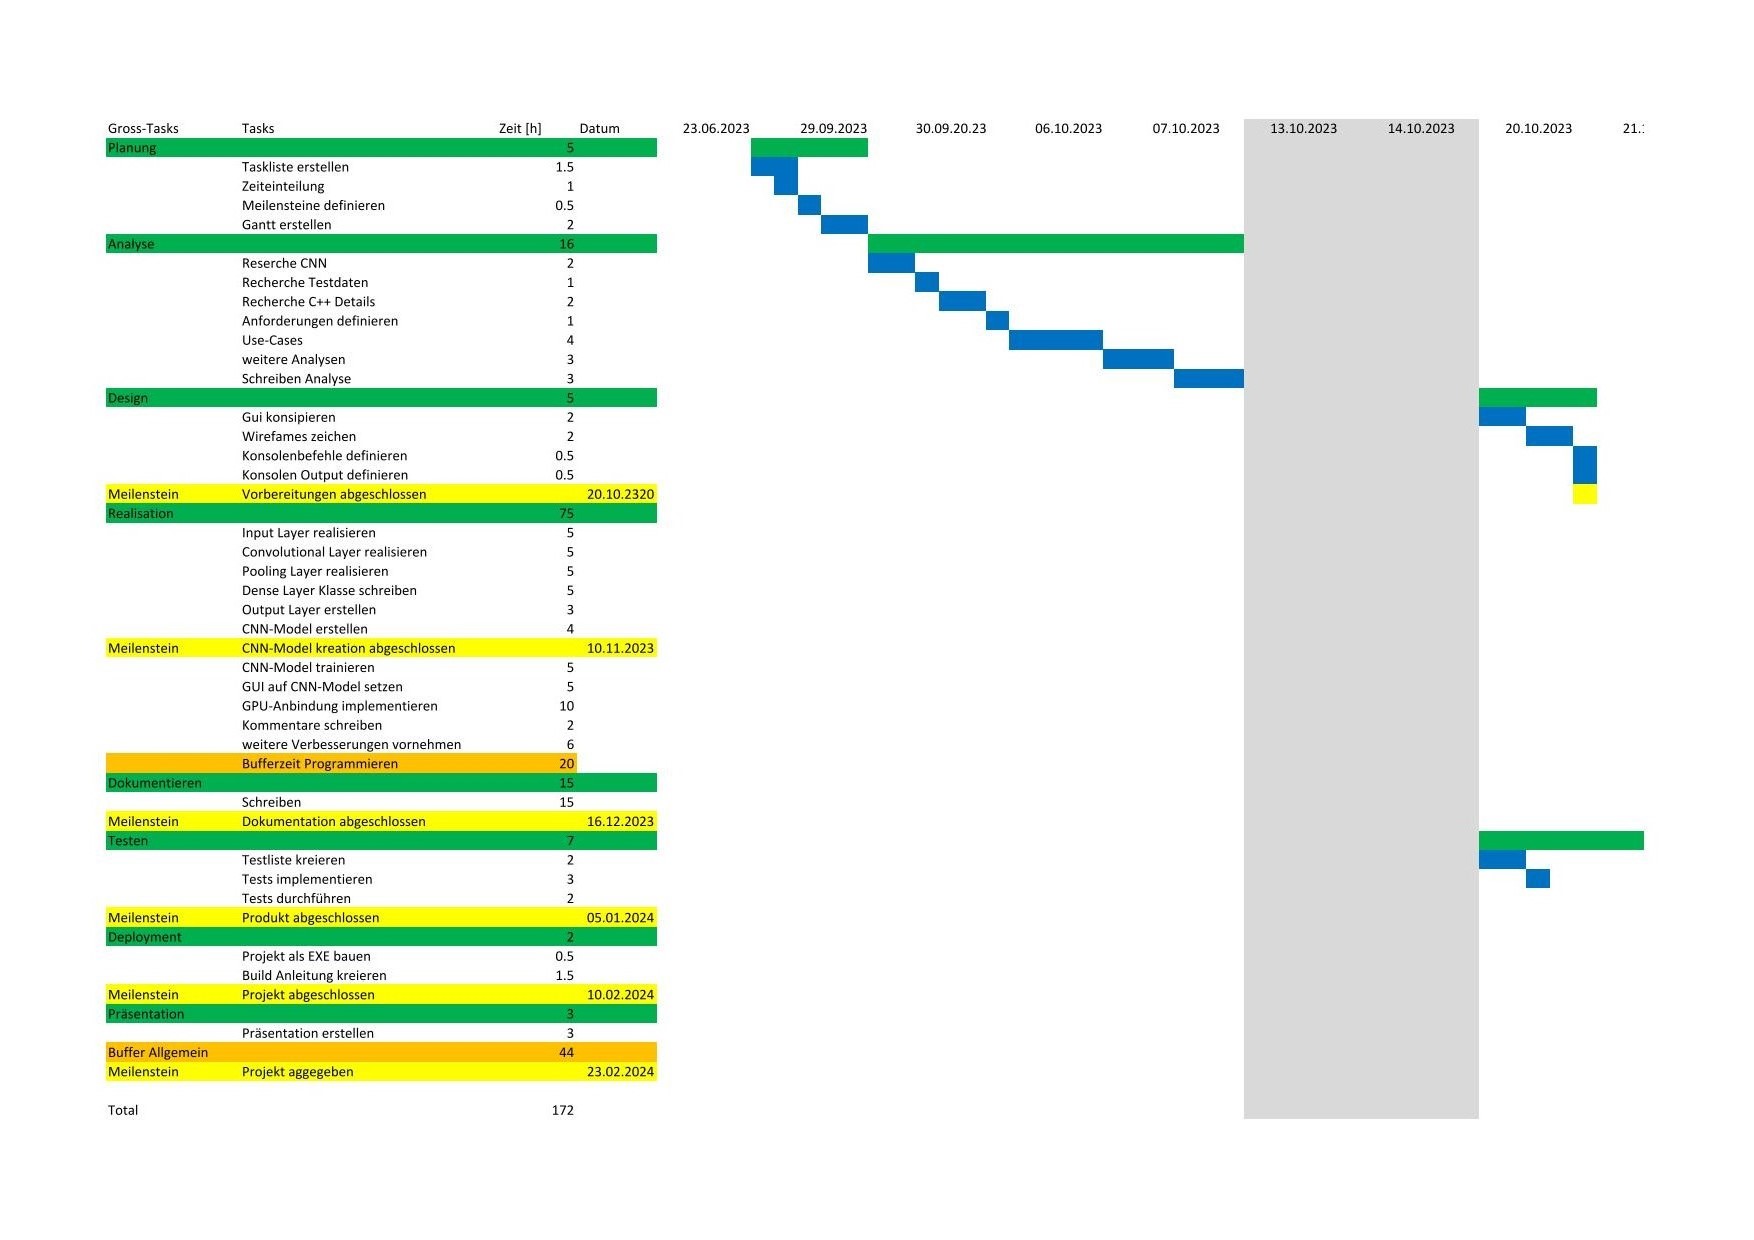 Gross-Tasks Tasks Zeit [h] Datum 23.06.2023 29.09.2023 30.09.20.23 06.10.2023 07.10.2023 13.10.2023 14.10.2023 20.10.2023 21.
Planung 5
Taskliste erstellen 1.5
Zeiteinteilung 1
Meilensteine definieren 0.5
Gantt erstellen 2
Analyse 16
Reserche CNN 2
Recherche Testdaten 1
Recherche C++ Details 2
Anforderungen definieren 1
Use-Cases 4
weitere Analysen 3
Schreiben Analyse 3
Design 5
Gui konsipieren 2
Wirefames zeichen 2
Konsolenbefehle definieren 0.5
Konsolen Output definieren 0.5
Meilenstein Vorbereitungen abgeschlossen 20.10.2320
Realisation 75
Input Layer realisieren 5
Convolutional Layer realisieren 5
Pooling Layer realisieren 5
Dense Layer Klasse schreiben 5
Output Layer erstellen 3
CNN-Model erstellen 4
Meilenstein CNN-Model kreation abgeschlossen 10.11.2023
CNN-Model trainieren 5
GUI auf CNN-Model setzen 5
GPU-Anbindung implementieren 10
Kommentare schreiben 2
weitere Verbesserungen vornehmen 6
Bufferzeit Programmieren 20
Dokumentieren 15
Schreiben 15
Meilenstein Dokumentation abgeschlossen 16.12.2023
Testen 7
Testliste kreieren 2
Tests implementieren 3
Tests durchführen 2
Meilenstein Produkt abgeschlossen 05.01.2024
Deployment 2
Projekt als EXE bauen 0.5
Build Anleitung kreieren 1.5
Meilenstein Projekt abgeschlossen 10.02.2024
Präsentation 3
Präsentation erstellen 3
Buffer Allgemein 44
Meilenstein Projekt aggegeben 23.02.2024
Total 172